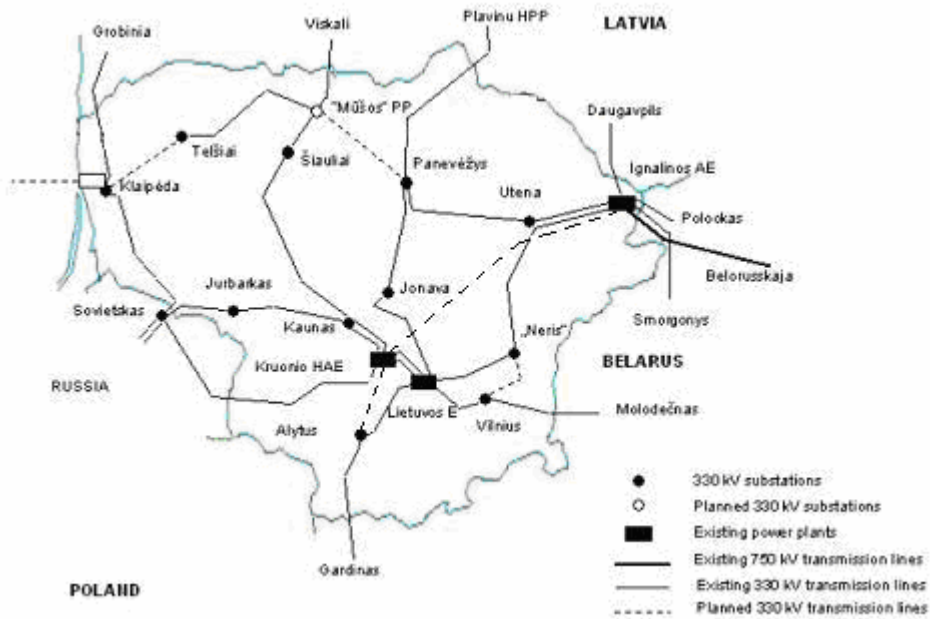 Plavinu HPP
Viskali
LATVIA
Grobinia
"Mūšos" PP
Daugavpils
Telšiai
Šiauliai
Panevėžys
Ignalinos AE
Klaipėda
Utena
Polockas
Belorusskaja
Jurbarkas
Jonava
Sovietskas
Kaunas
Smorgonys
„Neris"
Kruonio HAE
BELARUS
RUSSIA
Lietuvos E
Molodečnas
Alytus
Vilnius
330 kV substations
Planned 330 kV substations
Existing power plants
Existing 750 kV transmission lines
Gardinas
Existing 330 kV transmission lines
POLAND
Planned 330 kV transmission lines